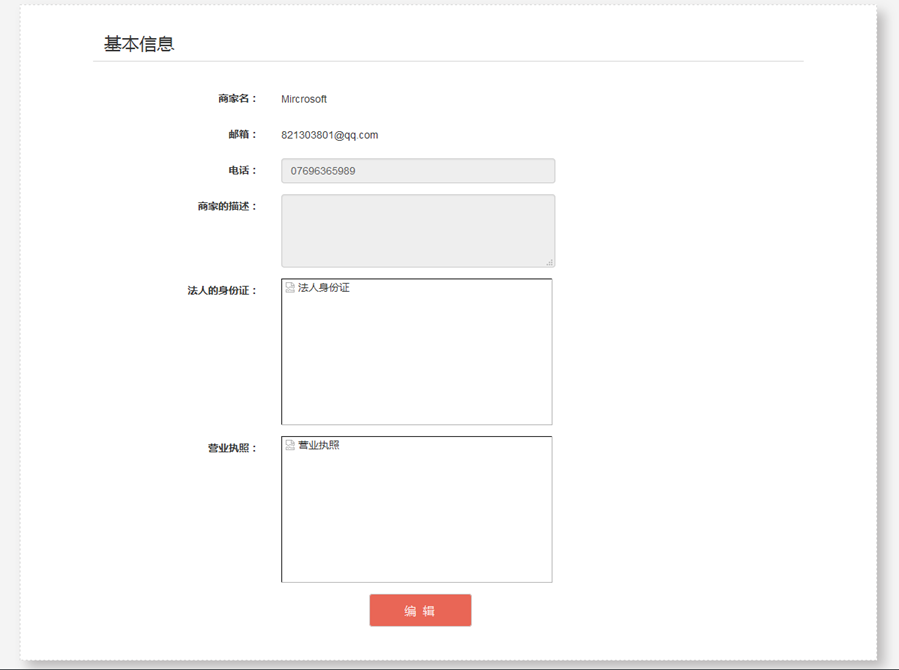 基本信息
商家名： Mircrosoft
邮箱： 821303801@qq.com
电话： 07696365989
商家的描述：
法人的身份证： 法人身份证
营业执照： 营业执照
编 辑